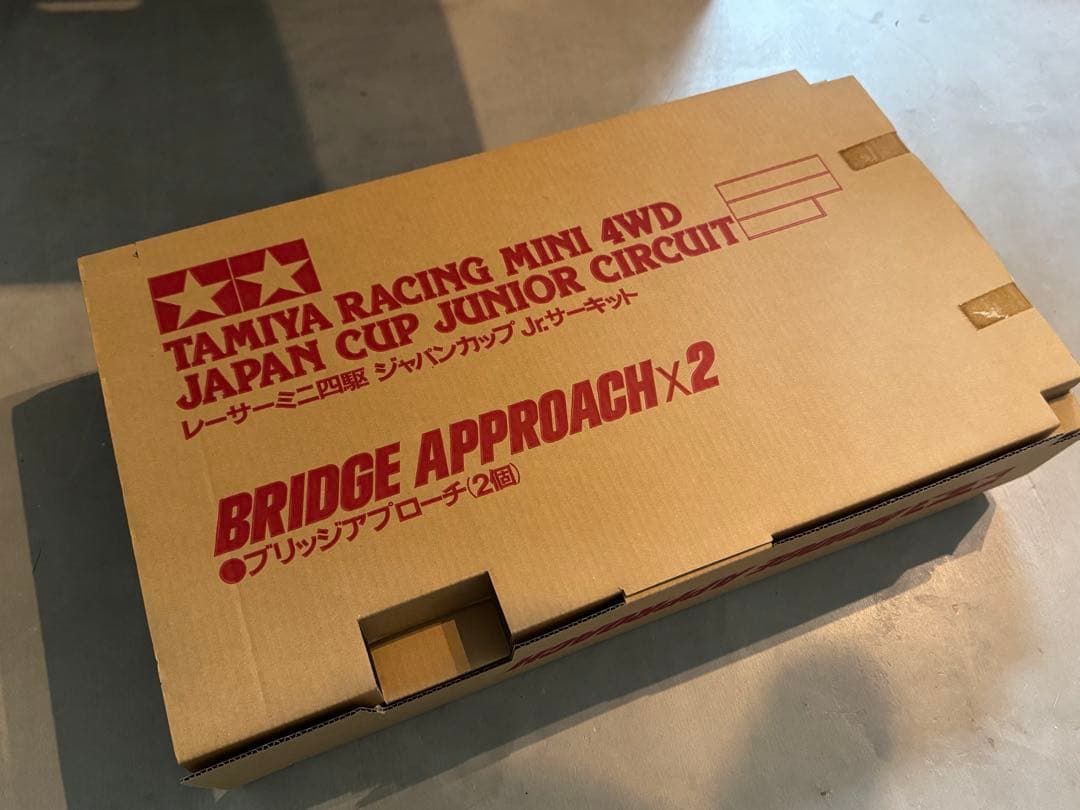 TAMIYA RACING MINI 4WD
JAPAN CUP JUNIOR CIRCUIT
レーサーミニ四駆 ジャパンカップ Jr.サーキット
BRIDGE APPROACH×2
●ブリッジアプローチ(2個)